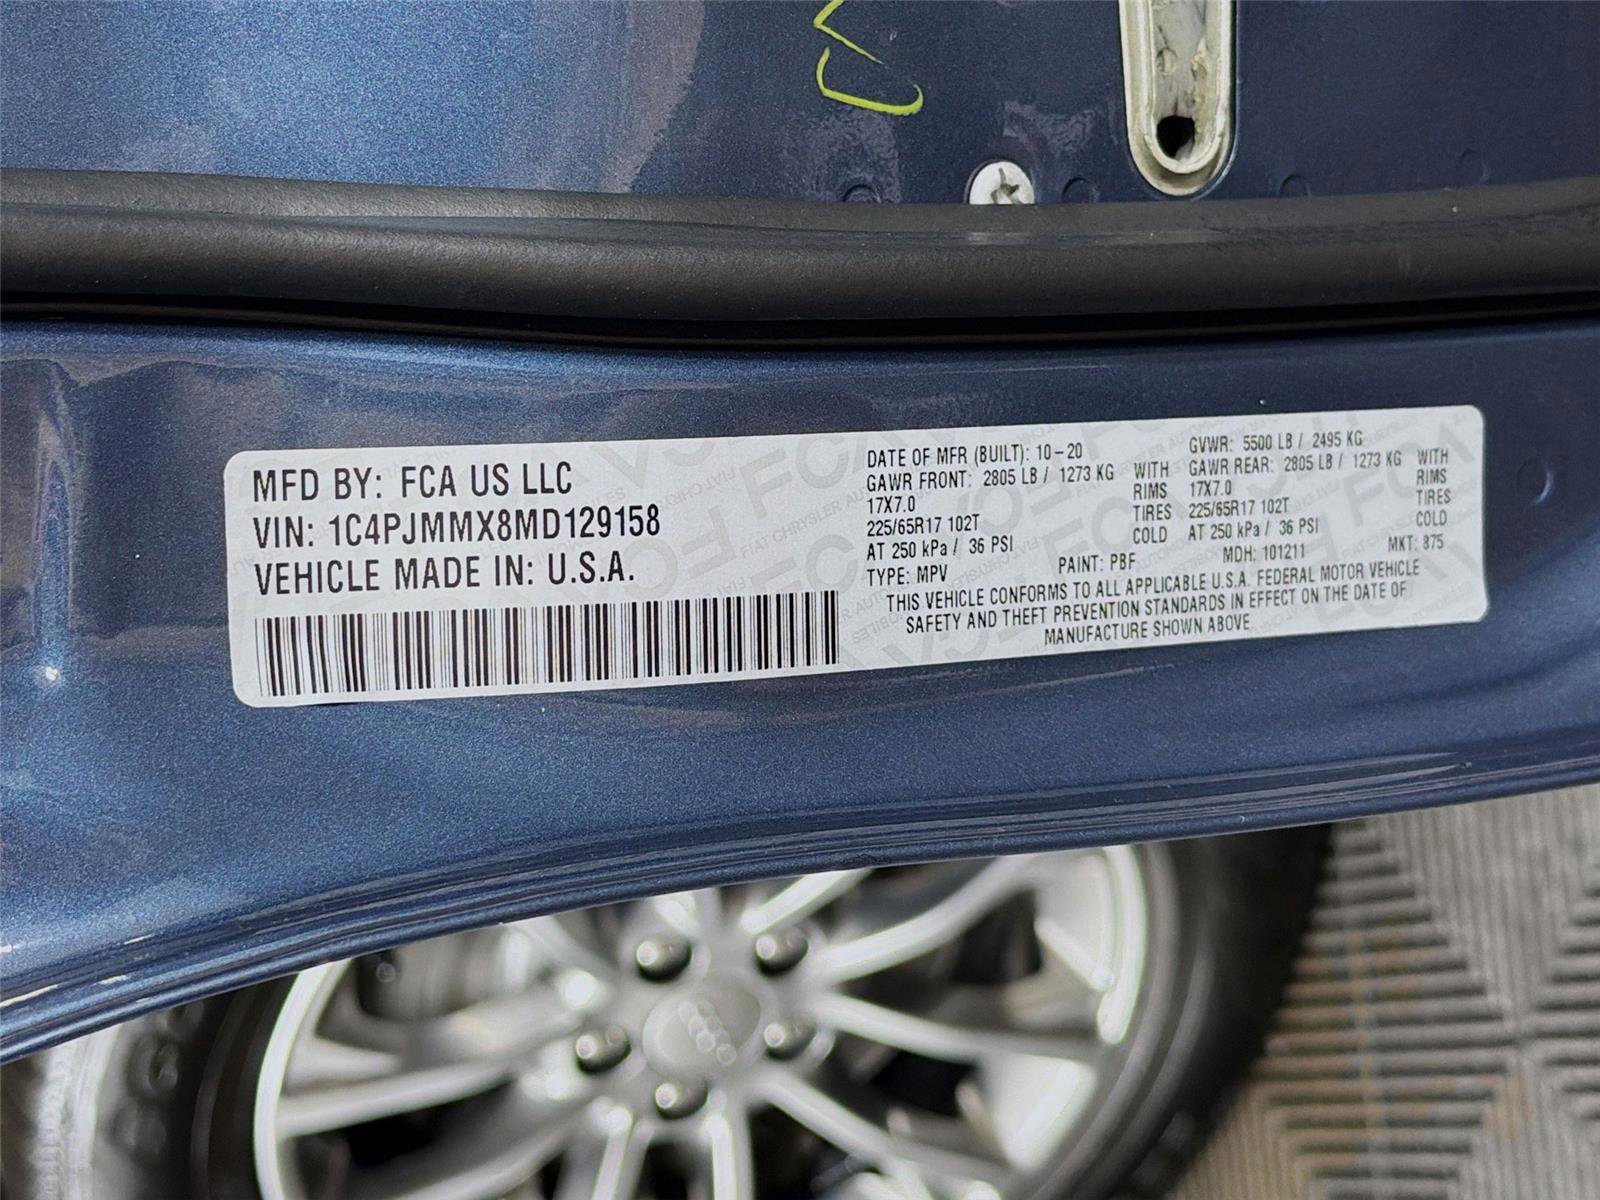 MFD BY: FCA US LLC
VIN: 1C4PJMMX8MD129158
VEHICLE MADE IN: U.S.A.
DATE OF MFR (BUILT): 10-20
GVWR: 5500 LB / 2495 KG
GAWR FRONT: 2805 LB / 1273 KG WITH
17X7.0 RIMS
225/65R17 102T TIRES
AT 250 kPa / 36 PSI COLD
GAWR REAR: 2805 LB / 1273 KG WITH
17X7.0 RIMS
225/65R17 102T TIRES
AT 250 kPa / 36 PSI COLD
TYPE: MPV PAINT: PBF MDH: 101211 MKT: 875
THIS VEHICLE CONFORMS TO ALL APPLICABLE U.S.A. FEDERAL MOTOR VEHICLE
SAFETY AND THEFT PREVENTION STANDARDS IN EFFECT ON THE DATE OF
MANUFACTURE SHOWN ABOVE